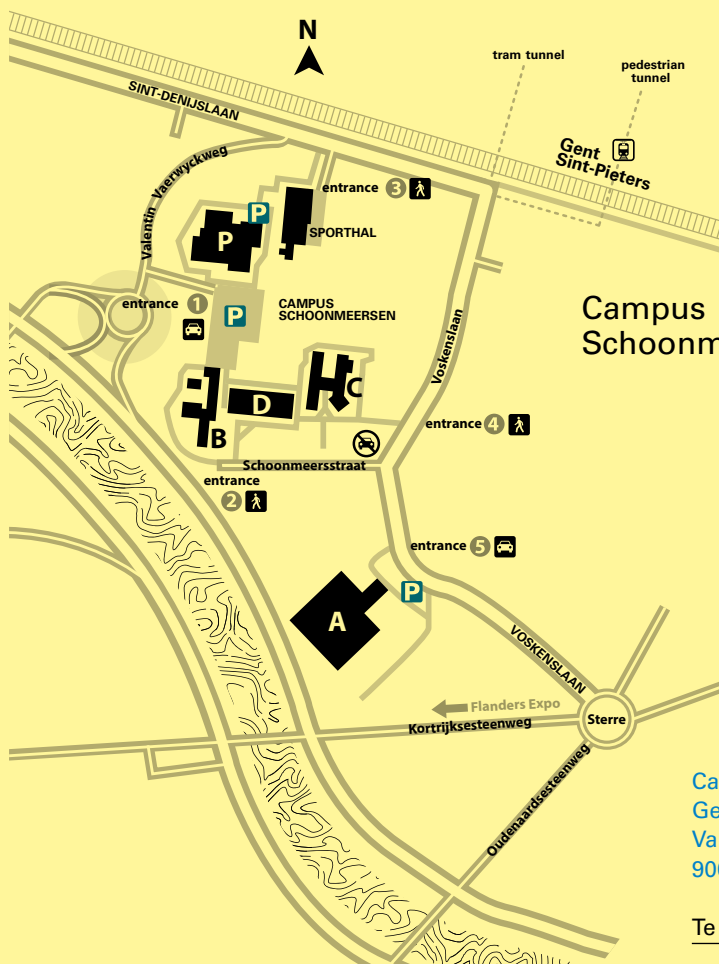 N
tram tunnel
pedestrian
tunnel
SINT-DENIJSLAAN
Gent
Sint-Pieters
Valentin Vaerwyckweg
entrance 3
P
P
SPORTHAL
entrance 1
P
CAMPUS
SCHOONMEERSEN
Campus
Schoonm
Voskenslaan
C
D
B
entrance 4
Schoonmeersstraat
entrance
2
entrance 5
P
A
VOSKENSLAAN
Flanders Expo
Kortrijksesteenweg
Sterre
Oudenaardsesteenweg
Ca
Ge
Va
900
Te